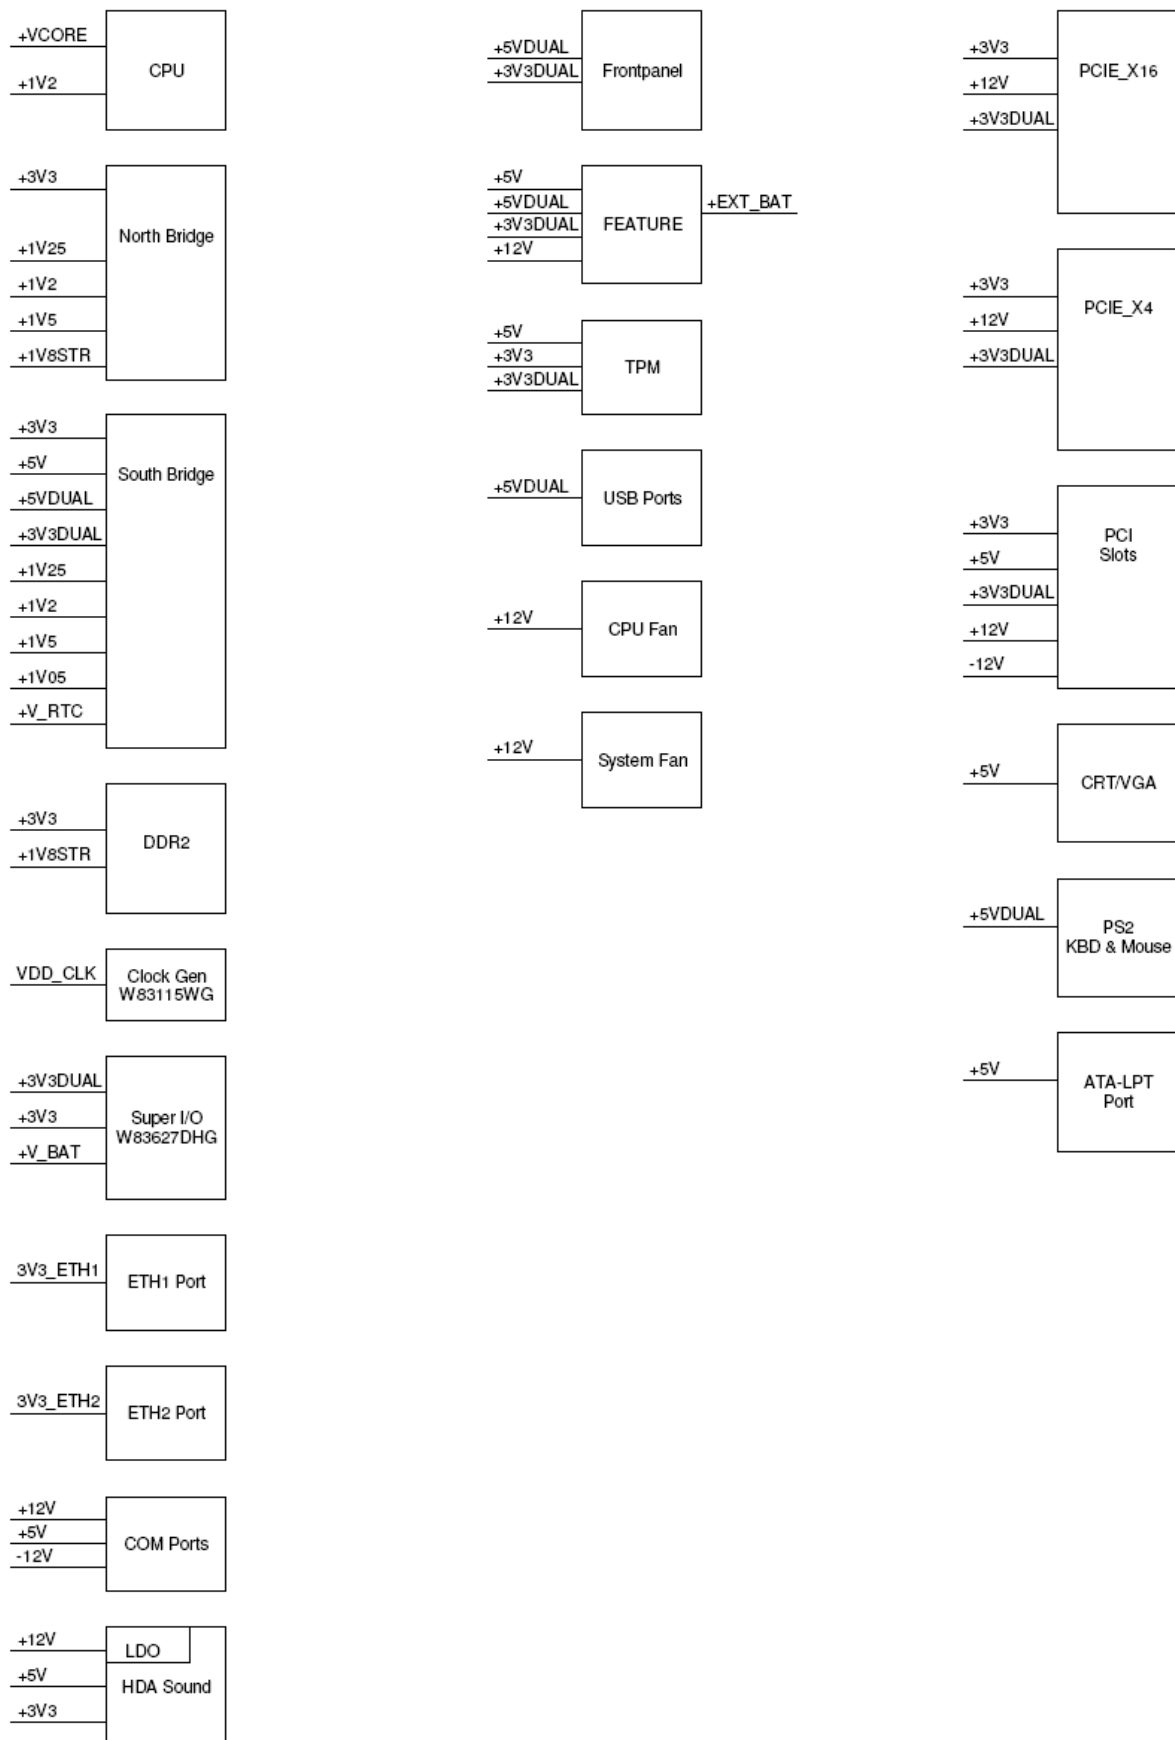 +VCORE
+1V2
CPU
+3V3
+1V25
+1V2
+1V5
+1V8STR
North Bridge
+3V3
+5V
+5VDUAL
+3V3DUAL
+1V25
+1V2
+1V5
+1V05
+V_RTC
South Bridge
+3V3
+1V8STR
DDR2
VDD_CLK
Clock Gen
W83115WG
+3V3DUAL
+3V3
+V_BAT
Super I/O
W83627DHG
3V3_ETH1
ETH1 Port
3V3_ETH2
ETH2 Port
+12V
+5V
-12V
COM Ports
+12V
+5V
+3V3
LDO
HDA Sound
+5VDUAL
+3V3DUAL
Frontpanel
+5V
+5VDUAL
+3V3DUAL
+12V
FEATURE
+EXT_BAT
+5V
+3V3
+3V3DUAL
TPM
+5VDUAL
USB Ports
+12V
CPU Fan
+12V
System Fan
+3V3
+12V
+3V3DUAL
PCIE_X16
+3V3
+12V
+3V3DUAL
PCIE_X4
+3V3
+5V
+3V3DUAL
+12V
-12V
PCI
Slots
+5V
CRT/VGA
+5VDUAL
PS2
KBD & Mouse
+5V
ATA-LPT
Port